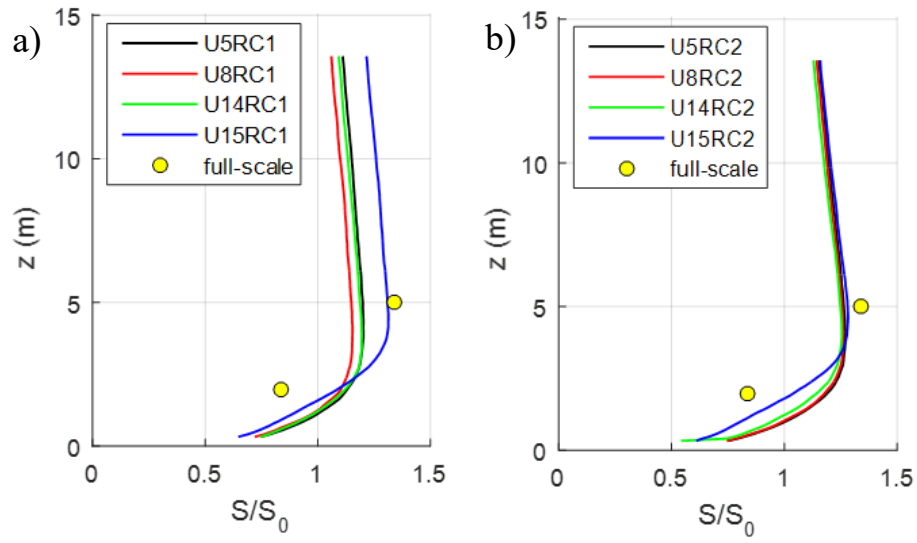 a)
15
10
5
0
z (m)
U5RC1
U8RC1
U14RC1
U15RC1
full-scale
0 0.5 1 1.5
S/S0
b)
15
10
5
0
z (m)
U5RC2
U8RC2
U14RC2
U15RC2
full-scale
0 0.5 1 1.5
S/S0